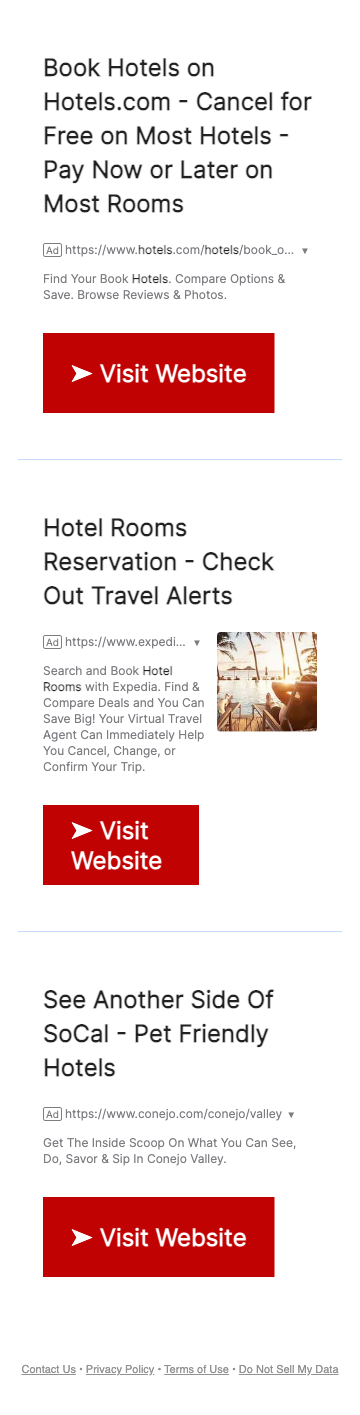 Book Hotels on
Hotels.com - Cancel for
Free on Most Hotels -
Pay Now or Later on
Most Rooms
Ad https://www.hotels.com/hotels/book_o... ▼
Find Your Book Hotels. Compare Options &
Save. Browse Reviews & Photos.
➤ Visit Website
Hotel Rooms
Reservation - Check
Out Travel Alerts
Ad https://www.expedi... ▼
Search and Book Hotel
Rooms with Expedia. Find &
Compare Deals and You Can
Save Big! Your Virtual Travel
Agent Can Immediately Help
You Cancel, Change, or
Confirm Your Trip.
➤ Visit
Website
See Another Side Of
SoCal - Pet Friendly
Hotels
Ad https://www.conejo.com/conejo/valley ▼
Get The Inside Scoop On What You Can See,
Do, Savor & Sip In Conejo Valley.
➤ Visit Website
Contact Us • Privacy Policy • Terms of Use • Do Not Sell My Data